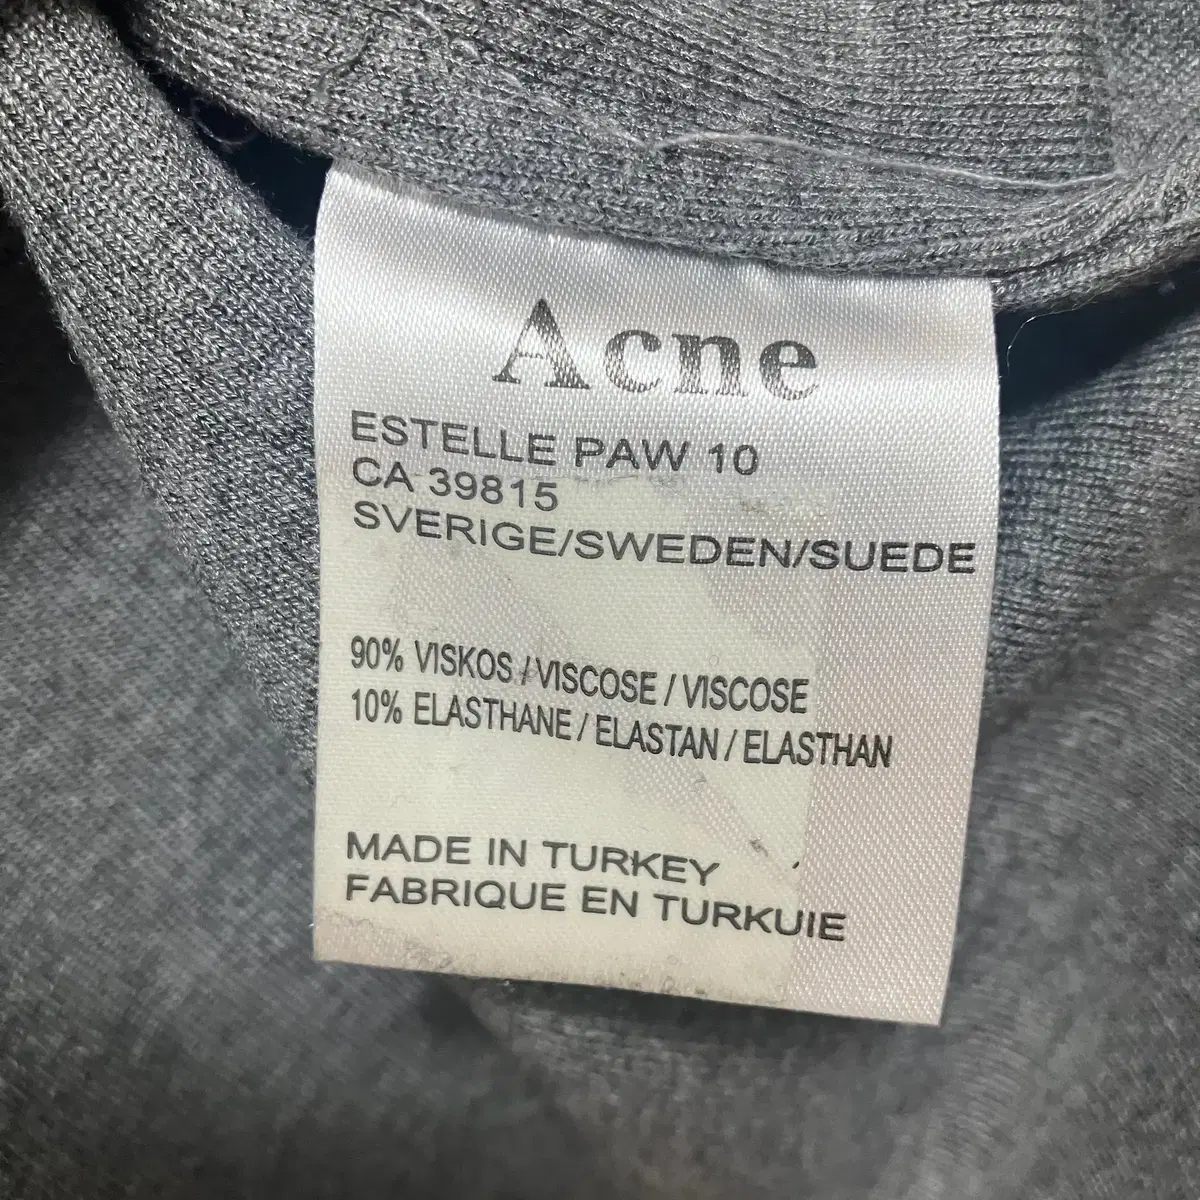 Acne
ESTELLE PAW 10
CA 39815
SVERIGE/SWEDEN/SUEDE
90% VISKOS / VISCOSE / VISCOSE
10% ELASTHANE / ELASTAN / ELASTHAN
MADE IN TURKEY
FABRIQUE EN TURKUIE